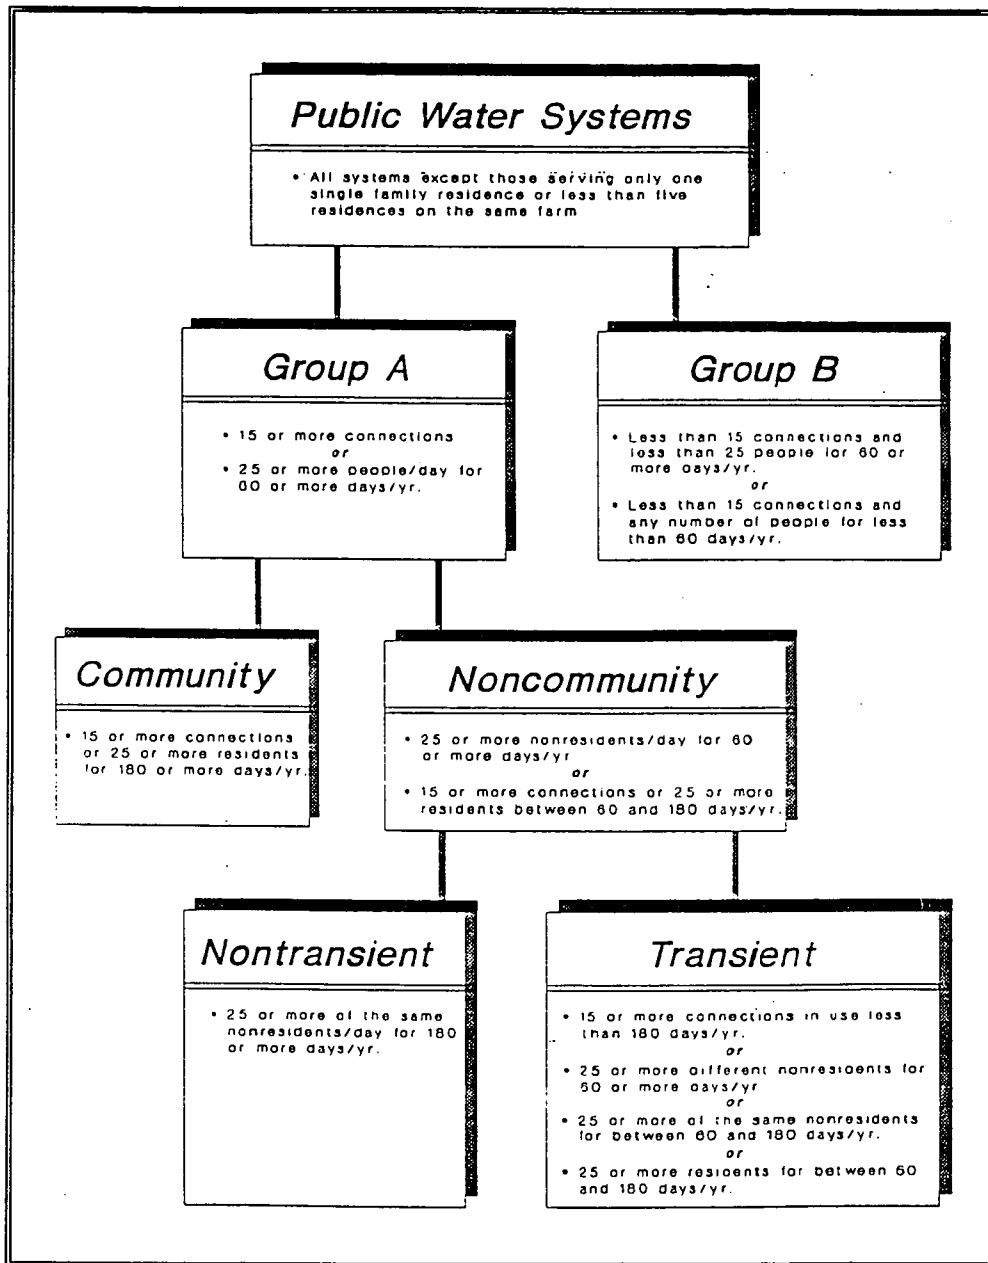 Public Water Systems
• All systems except those serving only one
single family residence or less than five
residences on the same farm
Group A
• 15 or more connections
or
• 25 or more people/day for
60 or more days/yr.
Group B
• Less than 15 connections and
less than 25 people for 60 or
more days/yr.
or
• Less than 15 connections and
any number of people for less
than 60 days/yr.
Community
• 15 or more connections
or 25 or more residents
for 180 or more days/yr.
Noncommunity
• 25 or more nonresidents/day for 60
or more days/yr
or
• 15 or more connections or 25 or more
residents between 60 and 180 days/yr.
Nontransient
• 25 or more of the same
nonresidents/day for 180
or more days/yr.
Transient
• 15 or more connections in use less
than 180 days/yr.
or
• 25 or more different nonresidents for
60 or more days/yr
or
• 25 or more of the same nonresidents
for between 60 and 180 days/yr.
or
• 25 or more residents for between 60
and 180 days/yr.